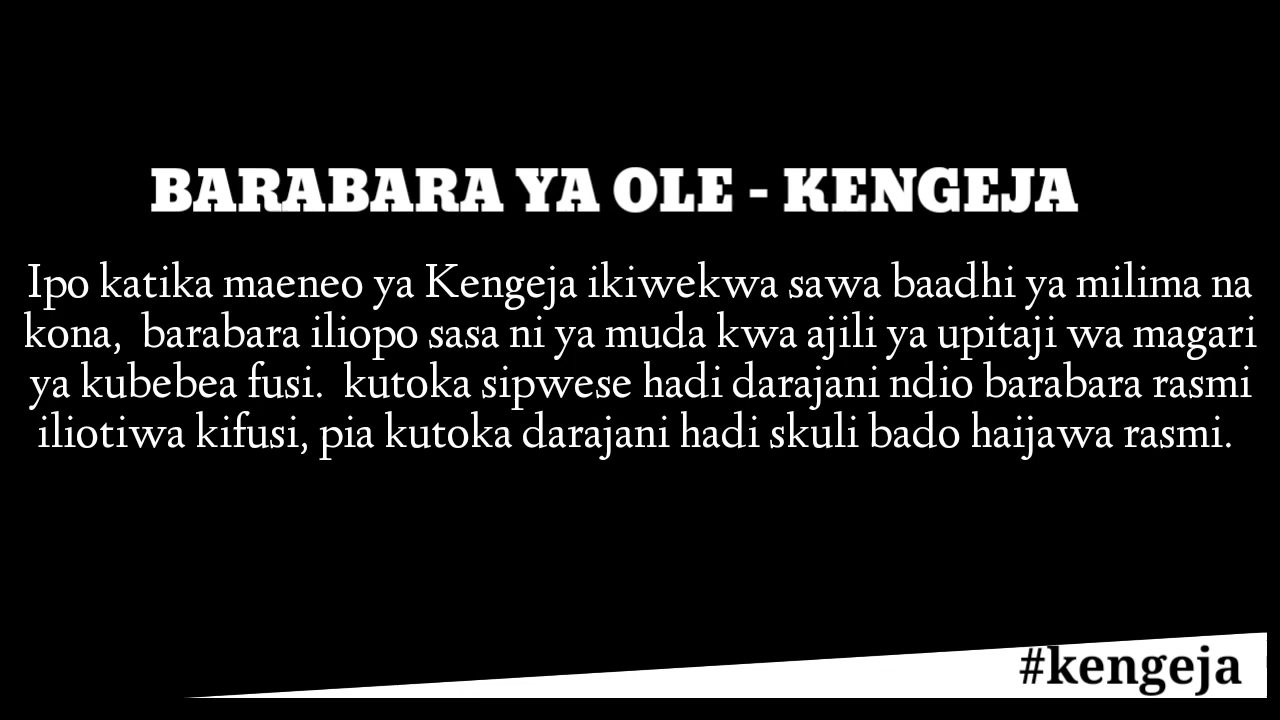 BARABARA YA OLE - KENGEJA
Ipo katika maeneo ya Kengeja ikiwekwa sawa baadhi ya milima na
kona,  barabara iliopo sasa ni ya muda kwa ajili ya upitaji wa magari
ya kubebea fusi.  kutoka sipwese hadi darajani ndio barabara rasmi
iliotiwa kifusi, pia kutoka darajani hadi skuli bado haijawa rasmi.
#kengeja